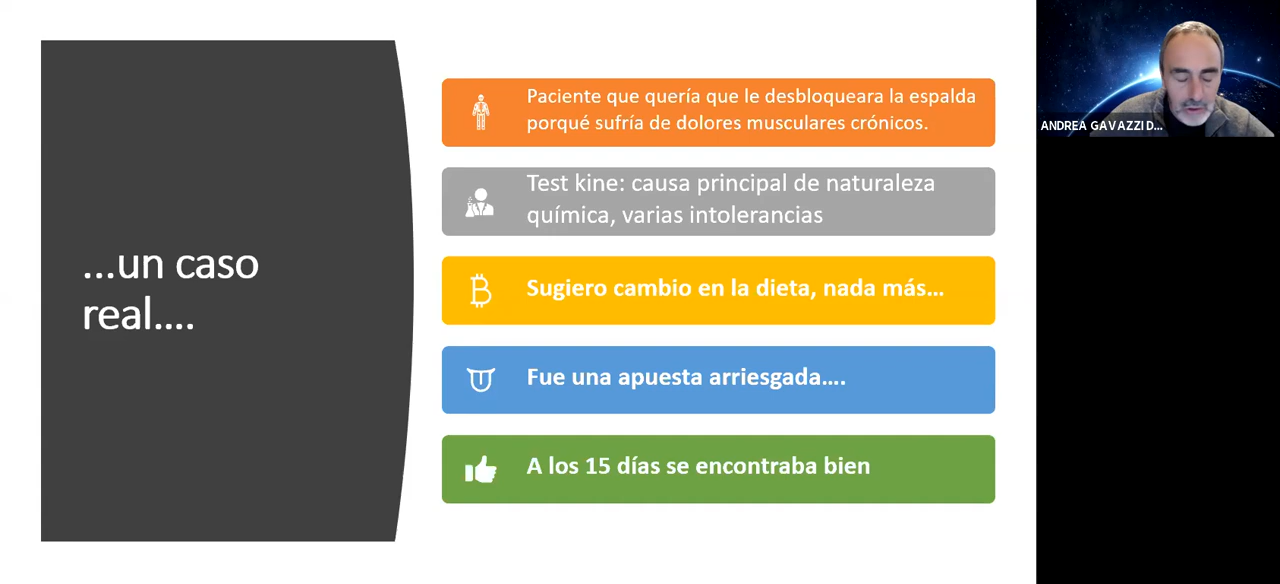 ...un caso
real....
Paciente que quería que le desbloqueara la espalda
porqué sufría de dolores musculares crónicos.
Test kine: causa principal de naturaleza
química, varias intolerancias
Sugiero cambio en la dieta, nada más...
Fue una apuesta arriesgada....
A los 15 días se encontraba bien
ANDREA GAVAZZI D...